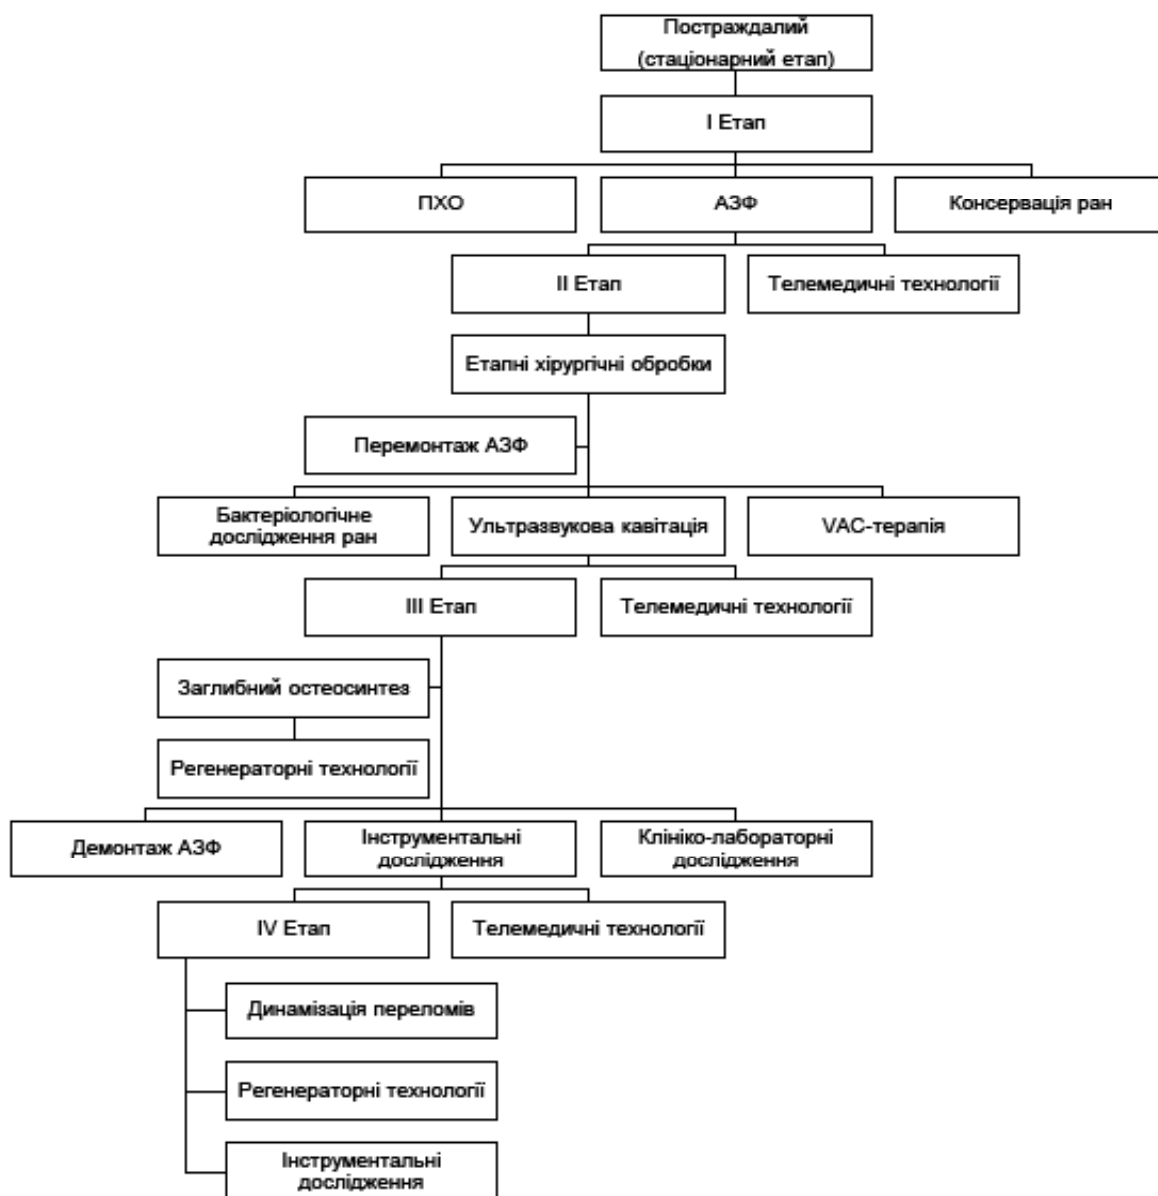 Постраждалий
(стаціонарний етап)
I Етап
ПХО
АЗФ
Консервація ран
II Етап
Телемедичні технології
Етапні хірургічні обробки
Перемонтаж АЗФ
Бактеріологічне
дослідження ран
Ультразвукова кавітація
VAC-терапія
III Етап
Телемедичні технології
Заглибний остеосинтез
Регенераторні технології
Демонтаж АЗФ
Інструментальні
дослідження
Клініко-лабораторні
дослідження
IV Етап
Телемедичні технології
Динамізація переломів
Регенераторні технології
Інструментальні
дослідження